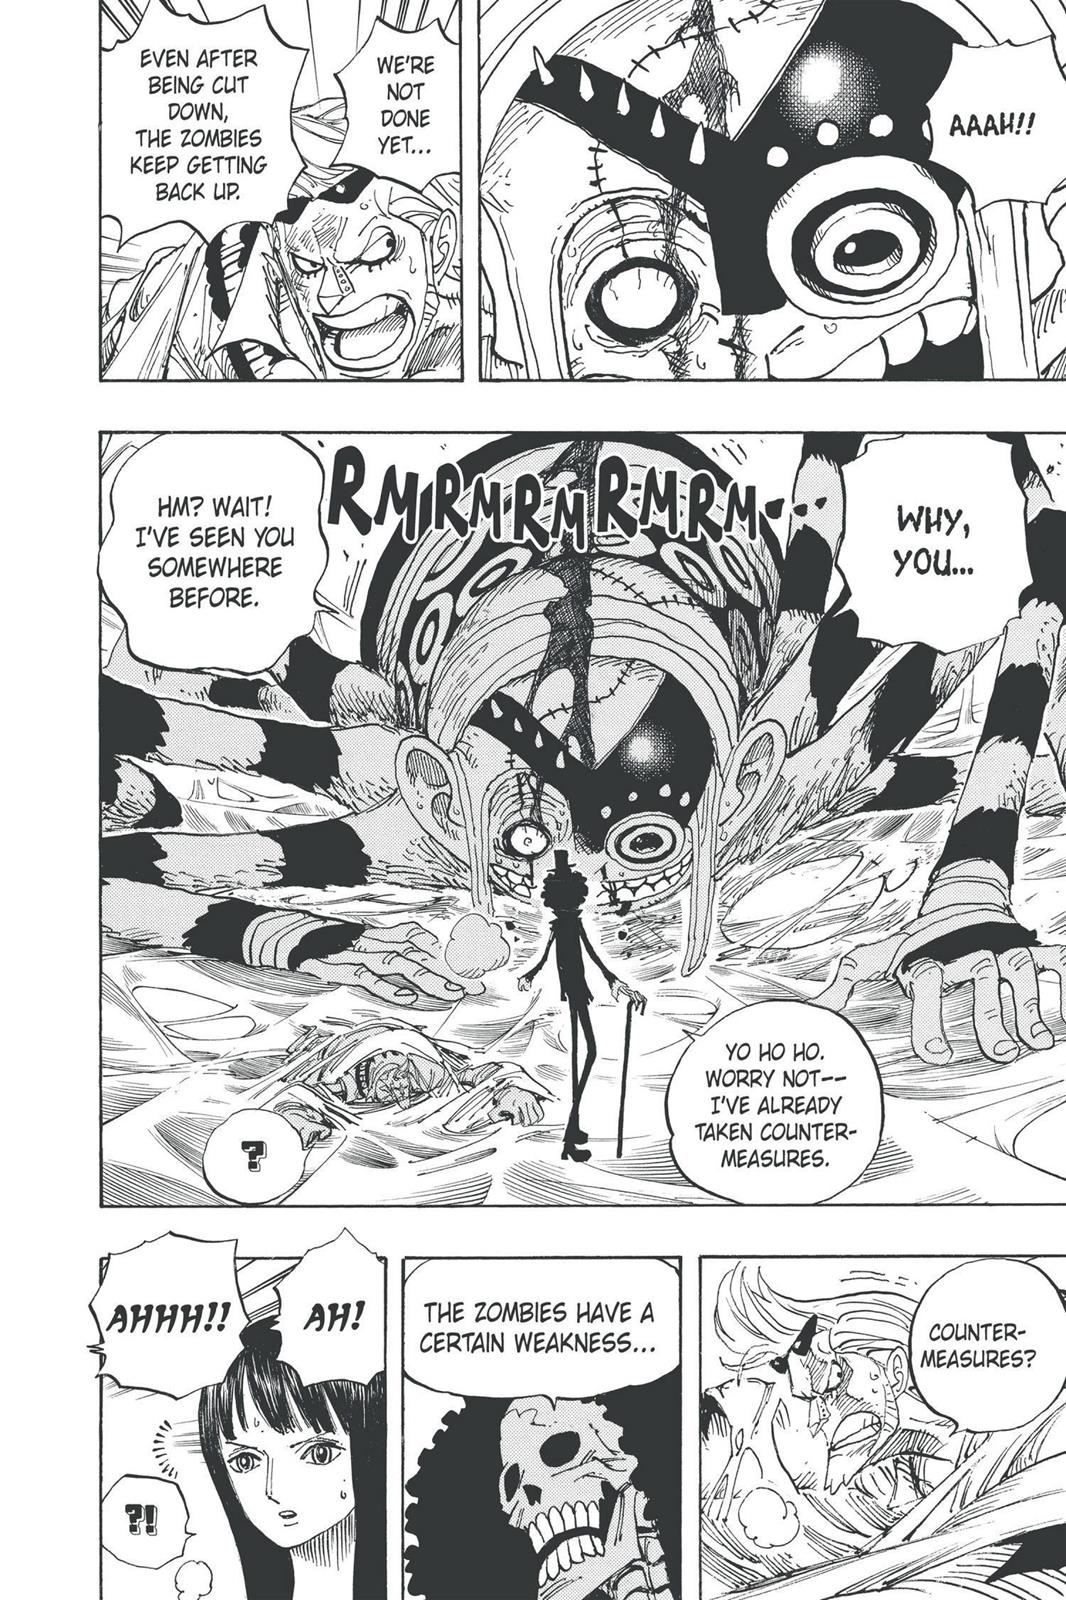 AAAH!!
WE'RE
NOT
DONE
YET...
EVEN AFTER
BEING CUT
DOWN,
THE ZOMBIES
KEEP GETTING
BACK UP.
WHY,
YOU...
RMRMRMRMRM...
HM? WAIT!
I'VE SEEN YOU
SOMEWHERE
BEFORE.
YO HO HO.
WORRY NOT--
I'VE ALREADY
TAKEN COUNTER-
MEASURES.
?
COUNTER-
MEASURES?
THE ZOMBIES HAVE A
CERTAIN WEAKNESS...
AH!
AHHH!!
?!